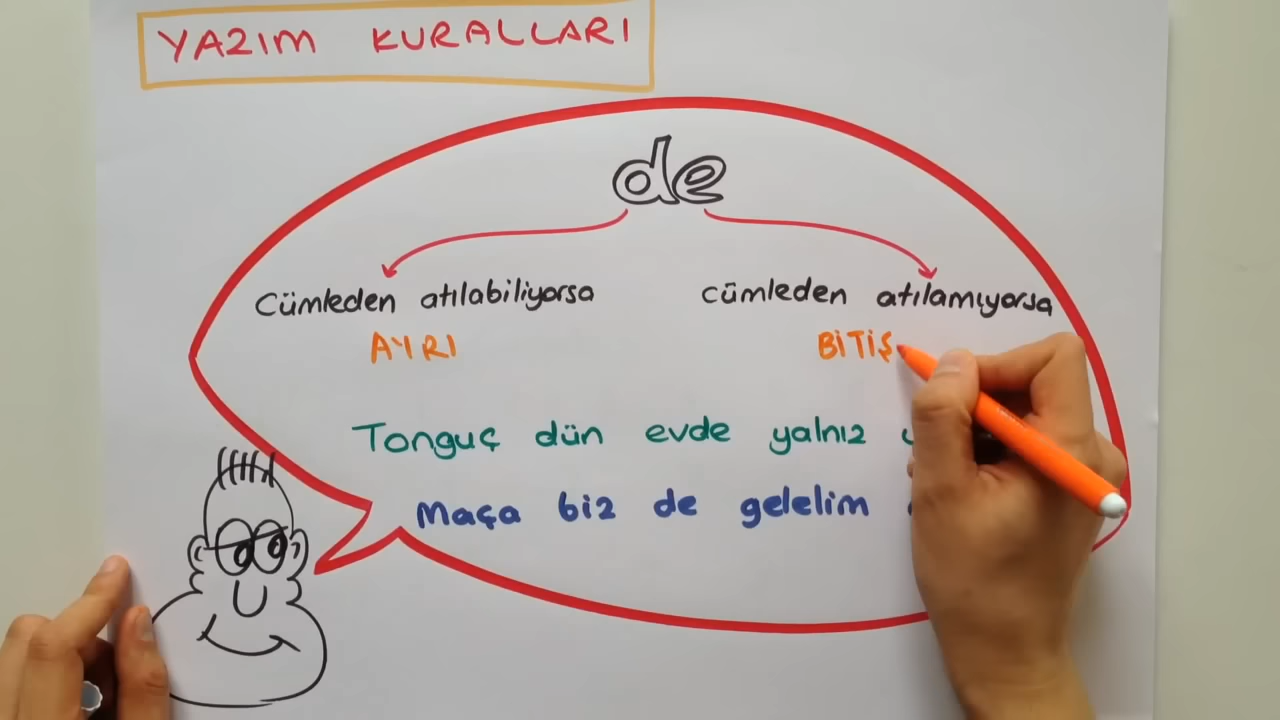 YAZIM KURALLARI
de
Cümleden atılabiliyorsa cümleden atılamıyorsa
AYRI BİTİŞ
Tonguç dün evde yalnız
Maça biz de gelelim